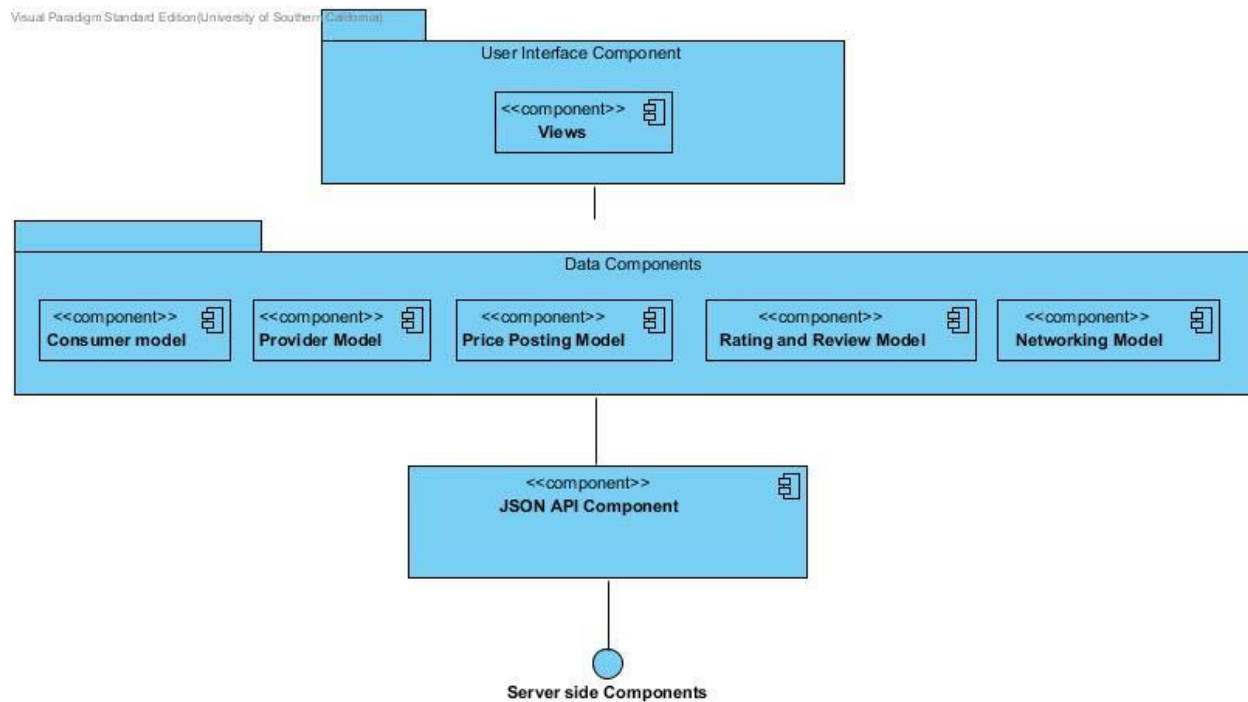 Visual Paradigm Standard Edition(University of Southern California)
User Interface Component
<<component>>
Views
Data Components
<<component>>
Consumer model
<<component>>
Provider Model
<<component>>
Price Posting Model
<<component>>
Rating and Review Model
<<component>>
Networking Model
<<component>>
JSON API Component
Server side Components